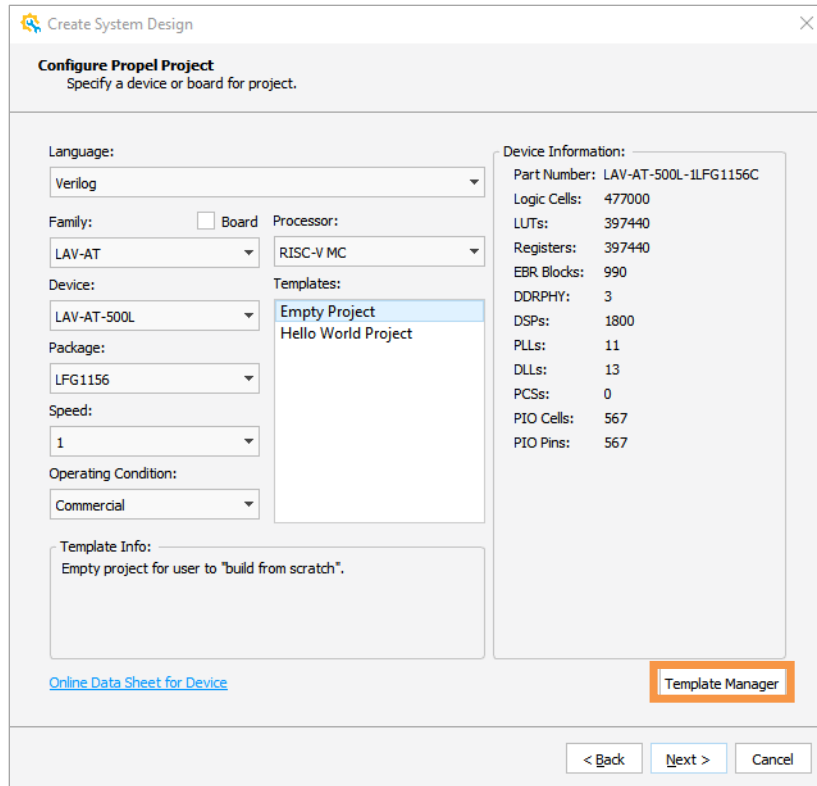 Create System Design
Configure Propel Project
Specify a device or board for project.
Language:
Verilog
Family:
Board
Processor:
LAV-AT
RISC-V MC
Device:
Templates:
LAV-AT-500L
Empty Project
Hello World Project
Package:
LFG1156
Speed:
1
Operating Condition:
Commercial
Template Info:
Empty project for user to "build from scratch".
Device Information:
Part Number: LAV-AT-500L-1LFG1156C
Logic Cells: 477000
LUTs: 397440
Registers: 397440
EBR Blocks: 990
DDRPHY: 3
DSPs: 1800
PLLs: 11
DLLs: 13
PCSs: 0
PIO Cells: 567
PIO Pins: 567
Online Data Sheet for Device
Template Manager
< Back
Next >
Cancel